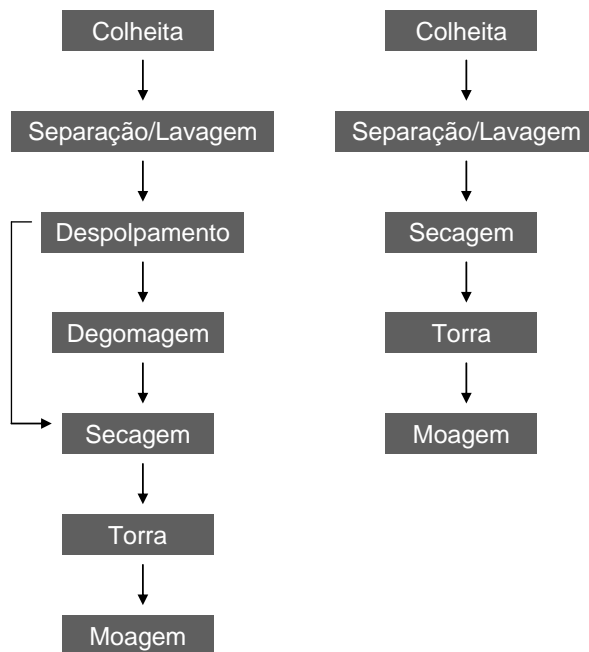 Colheita
Separação/Lavagem
Despolpamento
Degomagem
Secagem
Torra
Moagem
Colheita
Separação/Lavagem
Secagem
Torra
Moagem